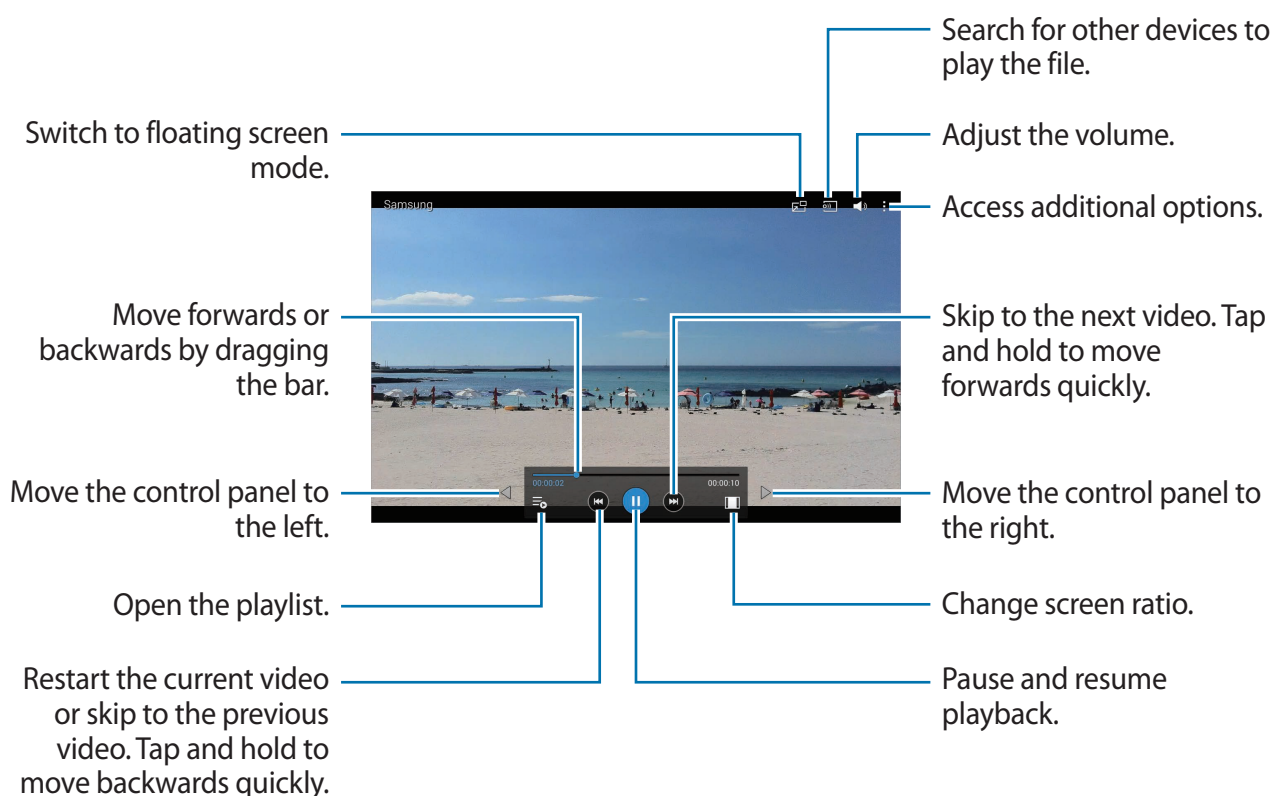 Search for other devices to
play the file.
Switch to floating screen
mode.
Adjust the volume.
Samsung
Access additional options.
Move forwards or
backwards by dragging
the bar.
Skip to the next video. Tap
and hold to move
forwards quickly.
00:00:02
00:00:10
Move the control panel to
the left.
Move the control panel to
the right.
Open the playlist.
Change screen ratio.
Restart the current video
or skip to the previous
video. Tap and hold to
move backwards quickly.
Pause and resume
playback.